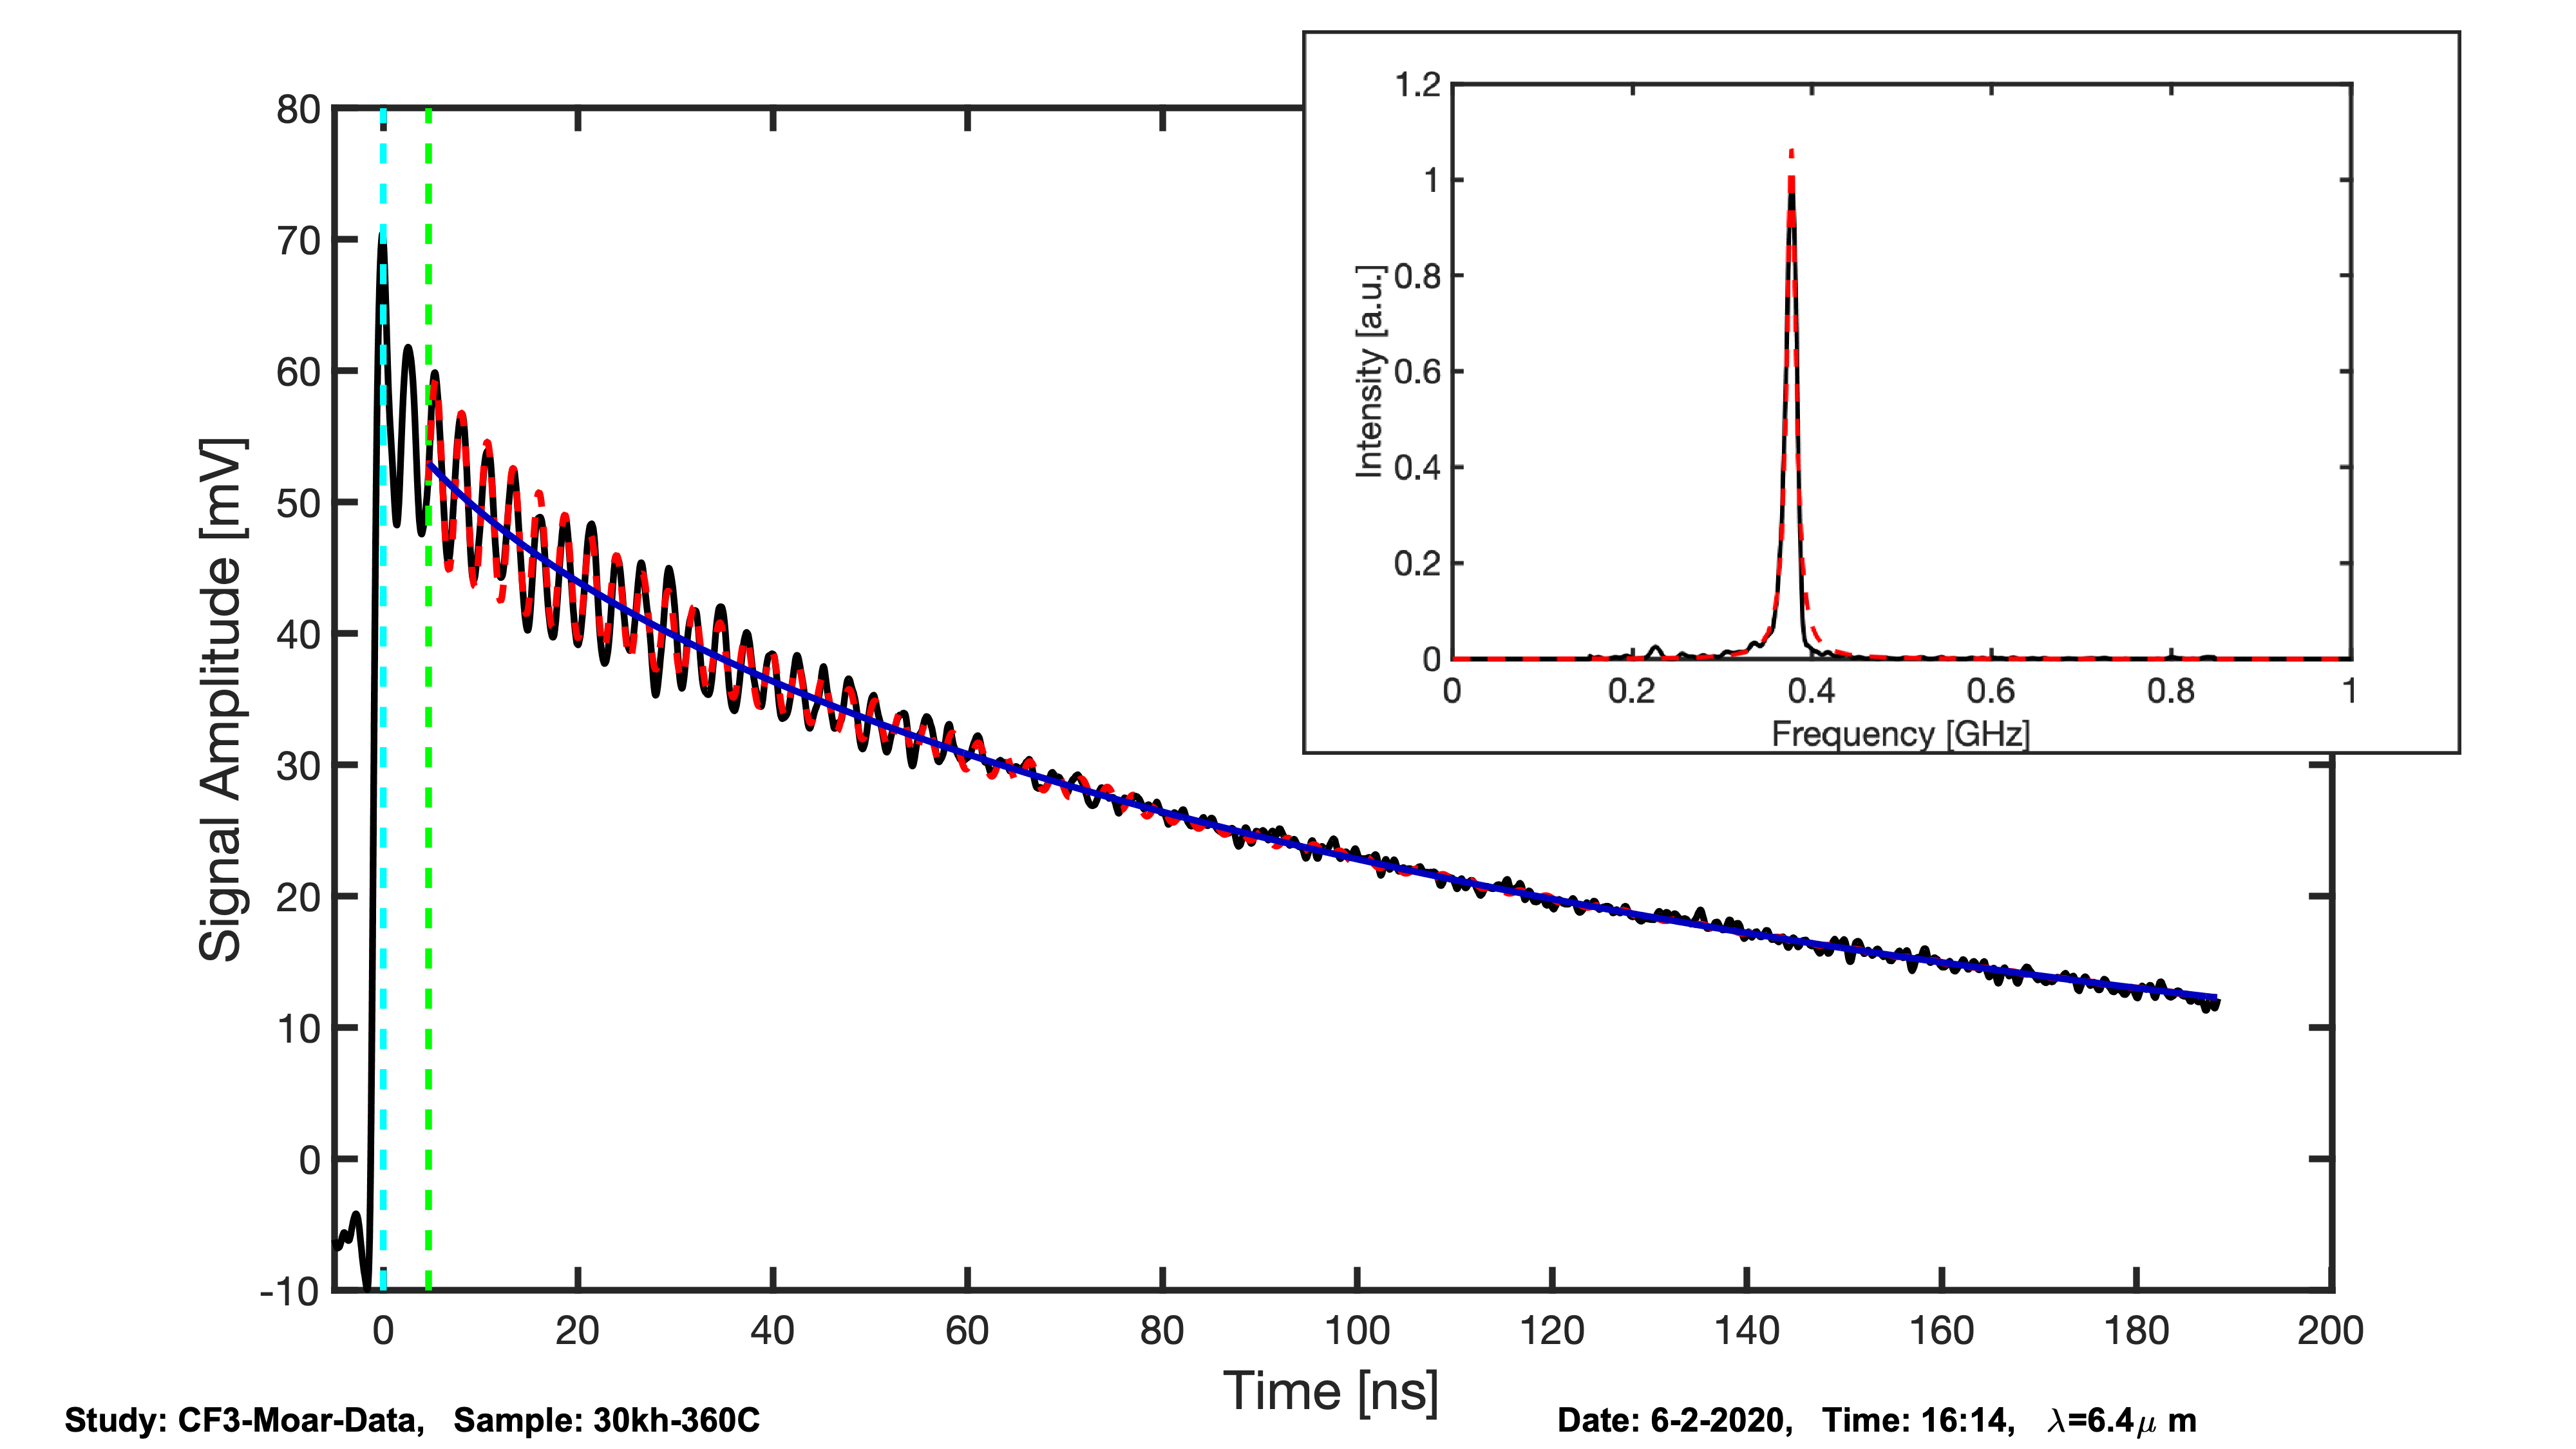 1.2
1
0.8
0.6
0.4
0.2
0
Intensity [a.u.]
0 0.2 0.4 0.6 0.8 1
Frequency [GHz]
80
70
60
50
40
30
20
10
0
-10
Signal Amplitude [mV]
0 20 40 60 80 100 120 140 160 180 200
Time [ns]
Study: CF3-Moar-Data, Sample: 30kh-360C
Date: 6-2-2020, Time: 16:14, λ=6.4μ m